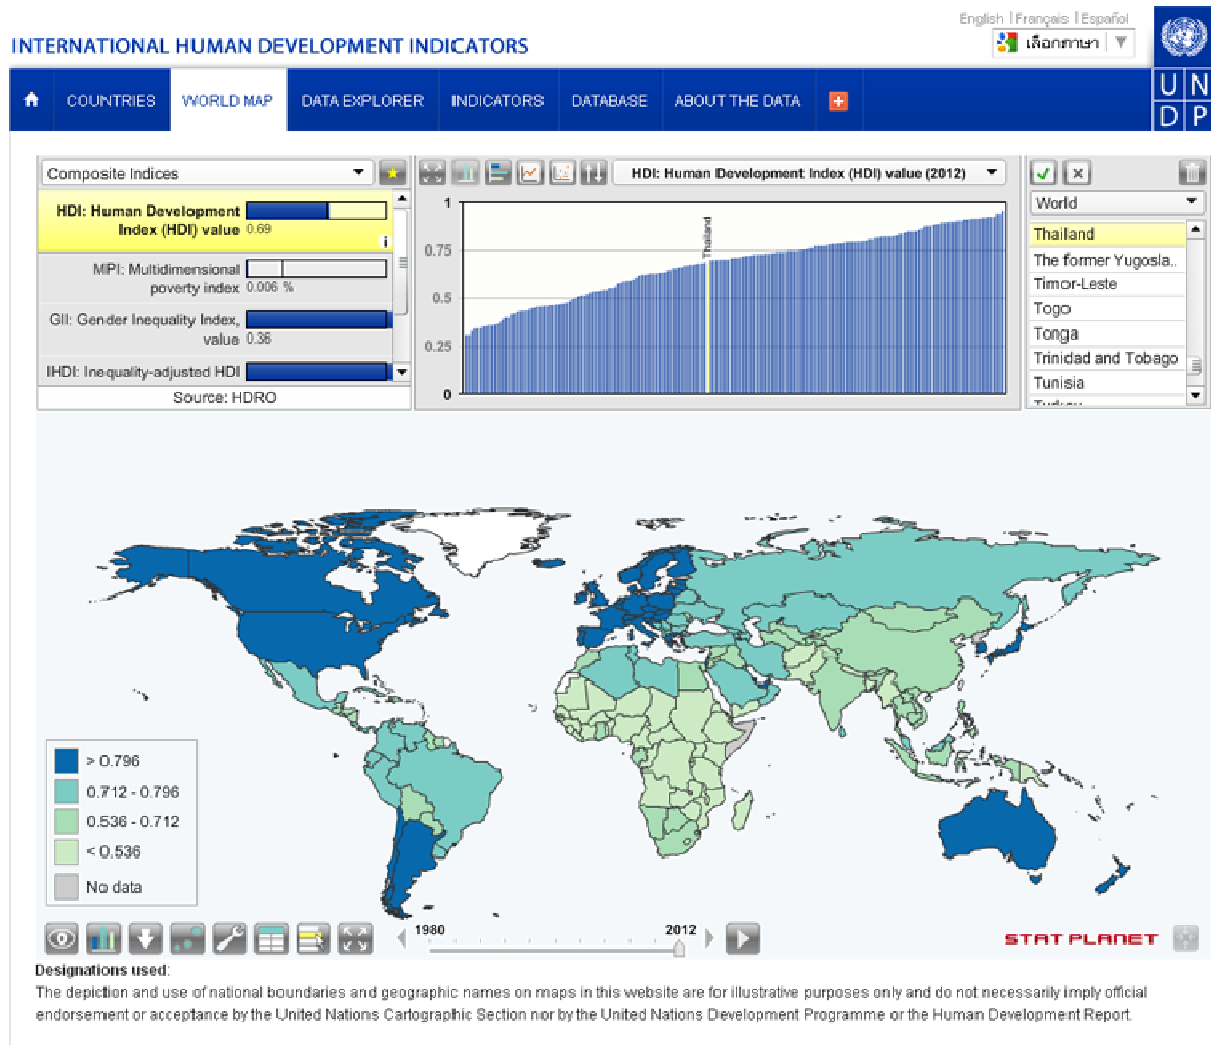 English | Français | Español
INTERNATIONAL HUMAN DEVELOPMENT INDICATORS
เลือกภาษา ▼
U N
D P
COUNTRIES WORLD MAP DATA EXPLORER INDICATORS DATABASE ABOUT THE DATA
Composite Indices
HDI: Human Development
Index (HDI) value 0.69
i
MPI: Multidimensional
poverty index 0.006 %
GII: Gender Inequality Index,
value 0.36
IHDI: Inequality-adjusted HDI
Source: HDRO
HDI: Human Development Index (HDI) value (2012)
1
0.75
0.5
0.25
0
Thailand
World
Thailand
The former Yugosla..
Timor-Leste
Togo
Tonga
Trinidad and Tobago
Tunisia
Turkey
> 0.796
0.712 - 0.796
0.536 - 0.712
< 0.536
No data
1980
2012
STAT PLANET
Designations used:
The depiction and use of national boundaries and geographic names on maps in this website are for illustrative purposes only and do not necessarily imply official
endorsement or acceptance by the United Nations Cartographic Section nor by the United Nations Development Programme or the Human Development Report.